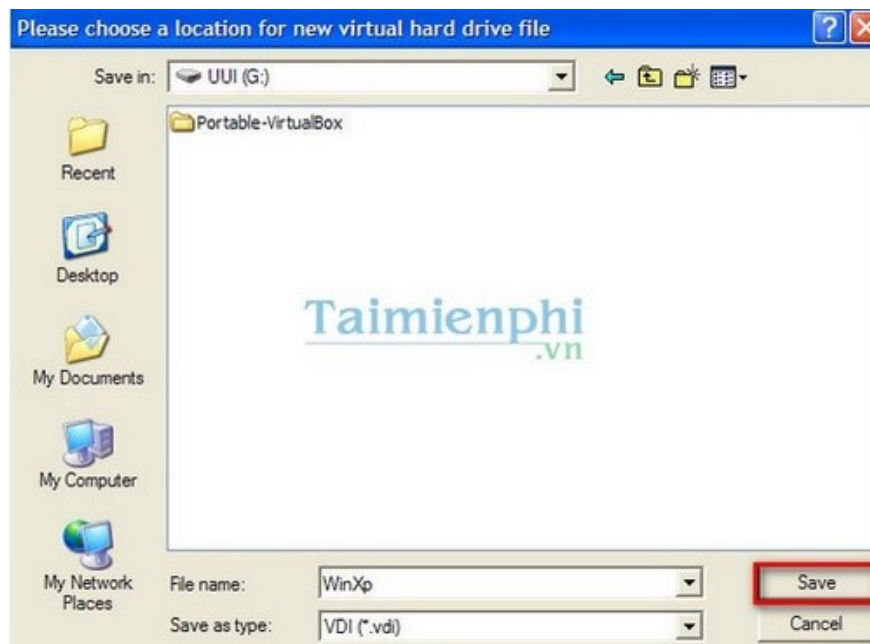 Please choose a location for new virtual hard drive file
Save in:
UUI (G:)
Portable-VirtualBox
Recent
Desktop
My Documents
My Computer
My Network
Places
Taimienphi
.vn
File name:
WinXp
Save
Save as type:
VDI (*.vdi)
Cancel